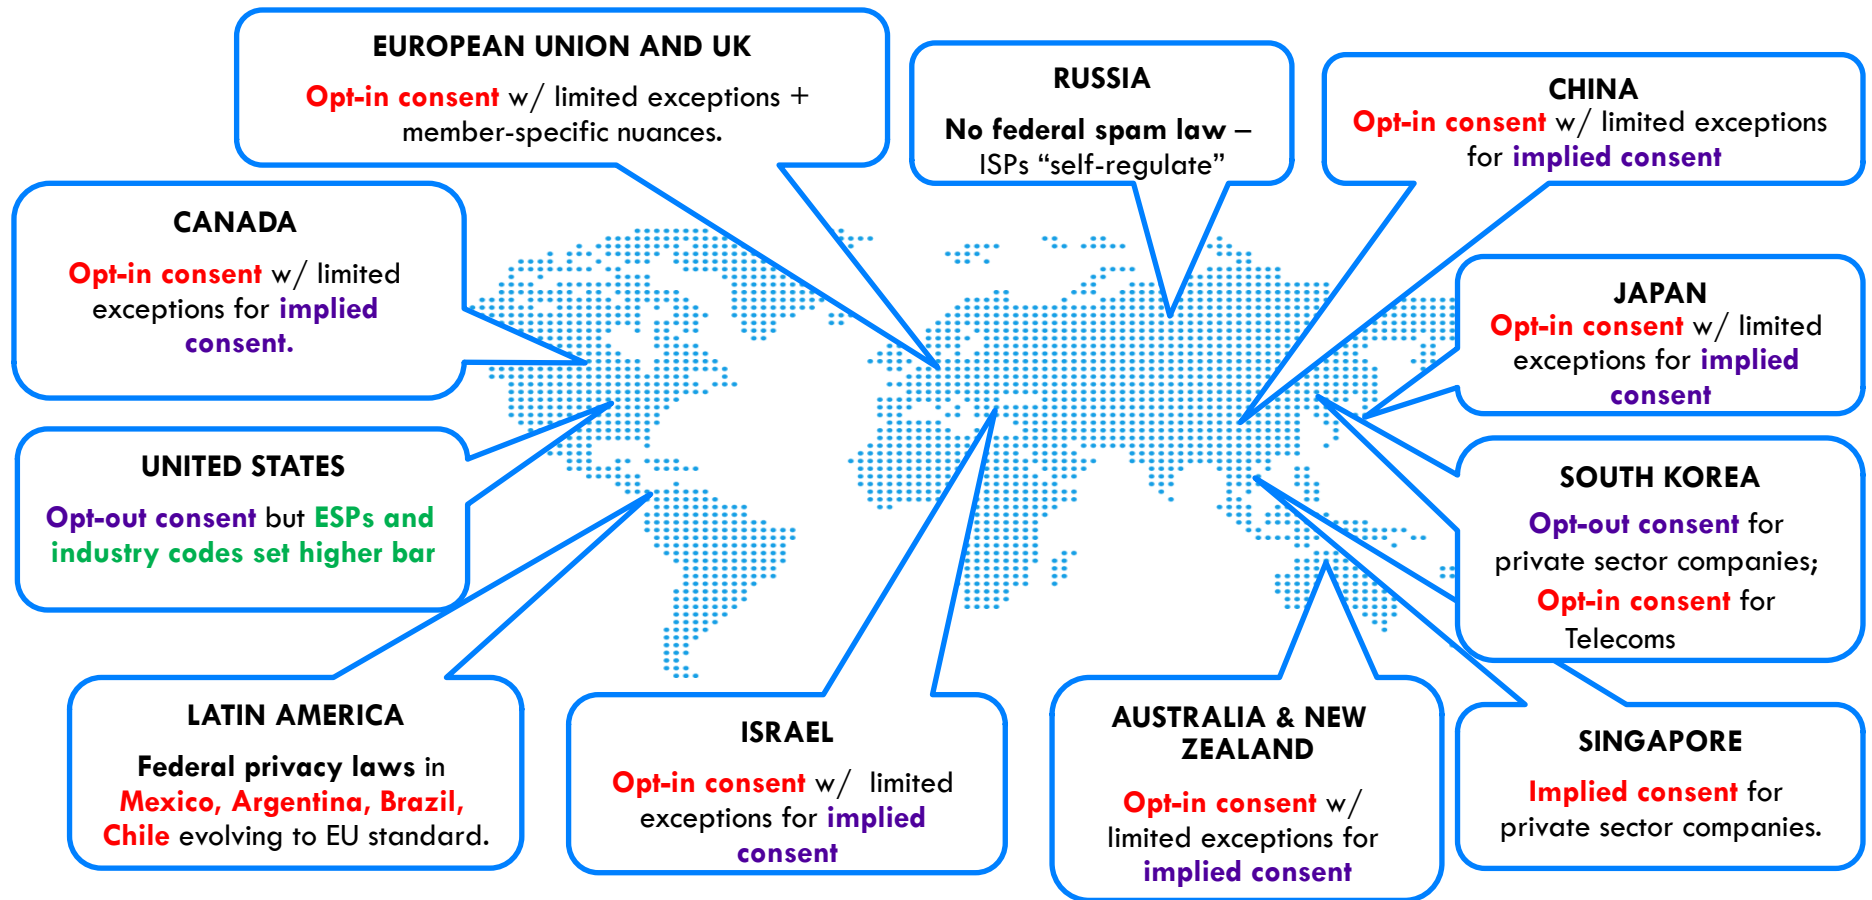 EUROPEAN UNION AND UK
Opt-in consent w/ limited exceptions +
member-specific nuances.
RUSSIA
No federal spam law –
ISPs “self-regulate”
CHINA
Opt-in consent w/ limited exceptions
for implied consent
CANADA
Opt-in consent w/ limited
exceptions for implied
consent.
JAPAN
Opt-in consent w/ limited
exceptions for implied
consent
UNITED STATES
Opt-out consent but ESPs and
industry codes set higher bar
SOUTH KOREA
Opt-out consent for
private sector companies;
Opt-in consent for
Telecoms
LATIN AMERICA
Federal privacy laws in
Mexico, Argentina, Brazil,
Chile evolving to EU standard.
ISRAEL
Opt-in consent w/ limited
exceptions for implied
consent
AUSTRALIA & NEW
ZEALAND
Opt-in consent w/
limited exceptions for
implied consent
SINGAPORE
Implied consent for
private sector companies.